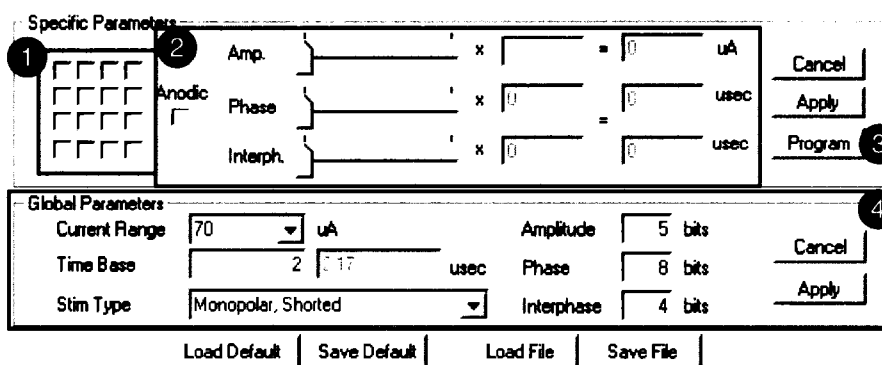 Specific Parameters
1
2
Amp. x = 0 uA
Cancel
Anodic
Phase x 0 0 usec
=
Apply
Interph. x 0 0 usec
Program 3
Global Parameters
4
Current Range 70 uA Amplitude 5 bits
Cancel
Time Base 2 usec Phase 8 bits
Apply
Stim Type Monopolar, Shorted Interphase 4 bits
Load Default Save Default Load File Save File